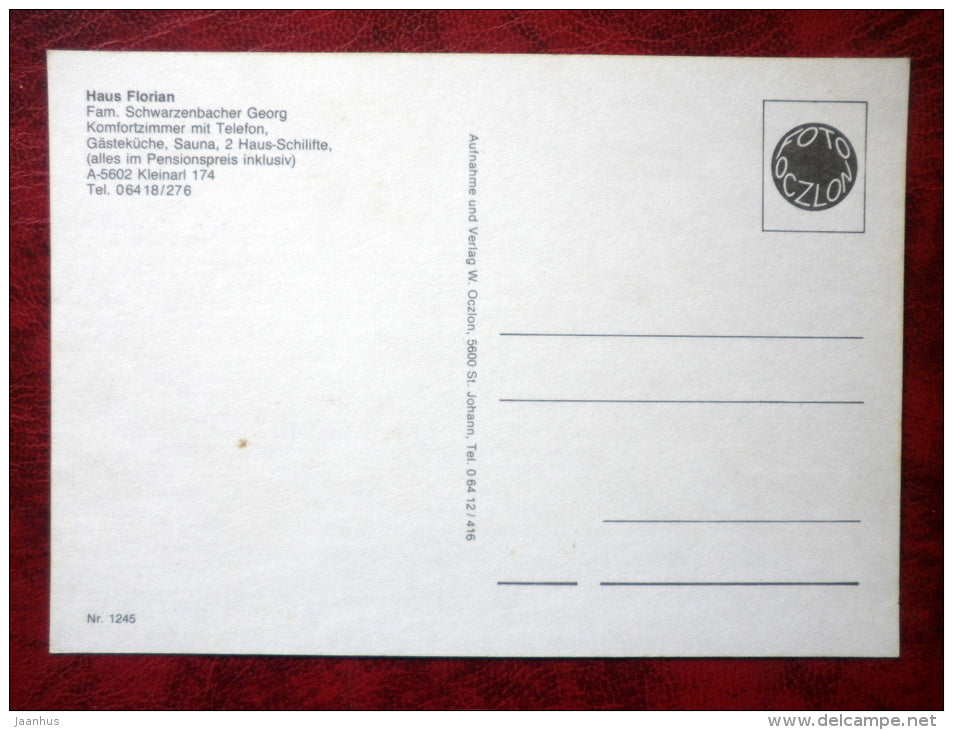 Haus Florian
Fam. Schwarzenbacher Georg
Komfortzimmer mit Telefon,
Gästeküche, Sauna, 2 Haus-Schilifte,
(alles im Pensionspreis inklusiv)
A-5602 Kleinarl 174
Tel. 06418/276
Nr. 1245
Aufnahme und Verlag W. Oczlon, 5600 St. Johann, Tel. 0 64 12 / 416
FOTO
OCZLON
jaanhus
www.delcampe.net